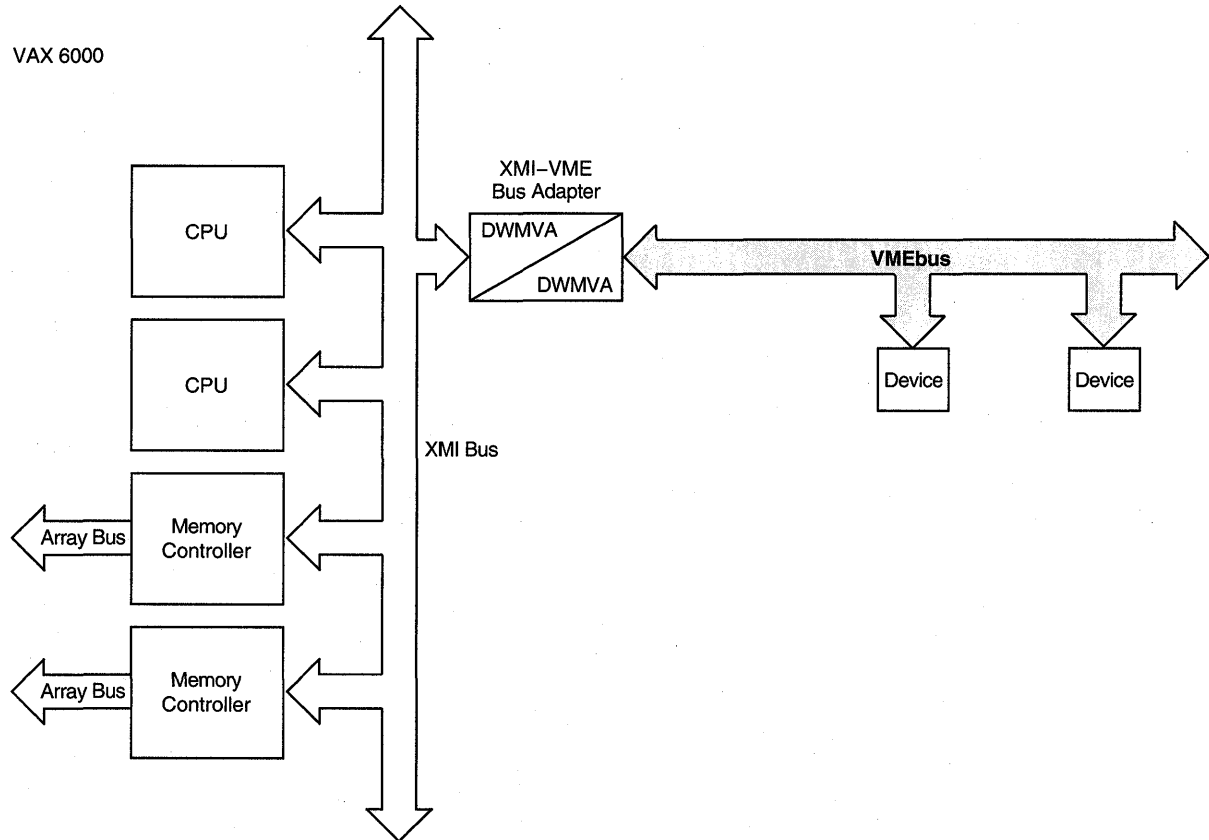 VAX 6000
XMI–VME
Bus Adapter
CPU
DWMVA
DWMVA
VMEbus
CPU
Device
Device
XMI Bus
Array Bus
Memory
Controller
Array Bus
Memory
Controller